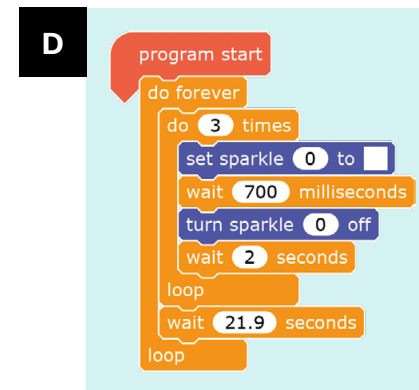 D
program start
do forever
do 3 times
set sparkle 0 to
wait 700 milliseconds
turn sparkle 0 off
wait 2 seconds
loop
wait 21.9 seconds
loop